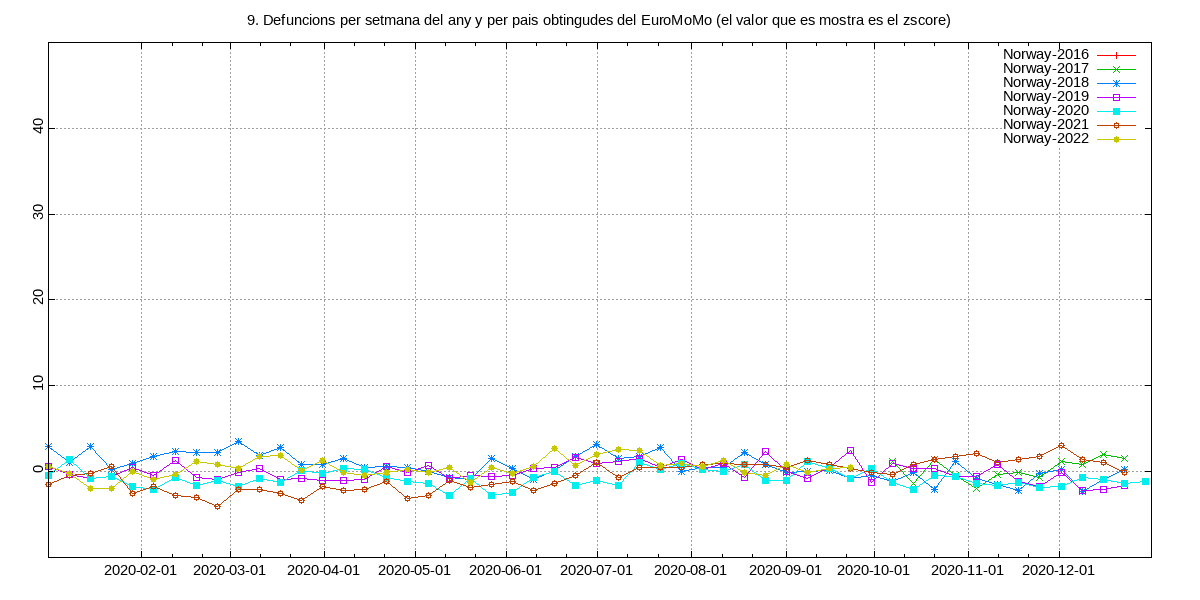 9. Defuncions per setmana del any y per pais obtingudes del EuroMoMo (el valor que es mostra es el zscore)
Norway-2016
Norway-2017
Norway-2018
Norway-2019
Norway-2020
Norway-2021
Norway-2022
40
30
20
10
0
2020-02-01 2020-03-01 2020-04-01 2020-05-01 2020-06-01 2020-07-01 2020-08-01 2020-09-01 2020-10-01 2020-11-01 2020-12-01